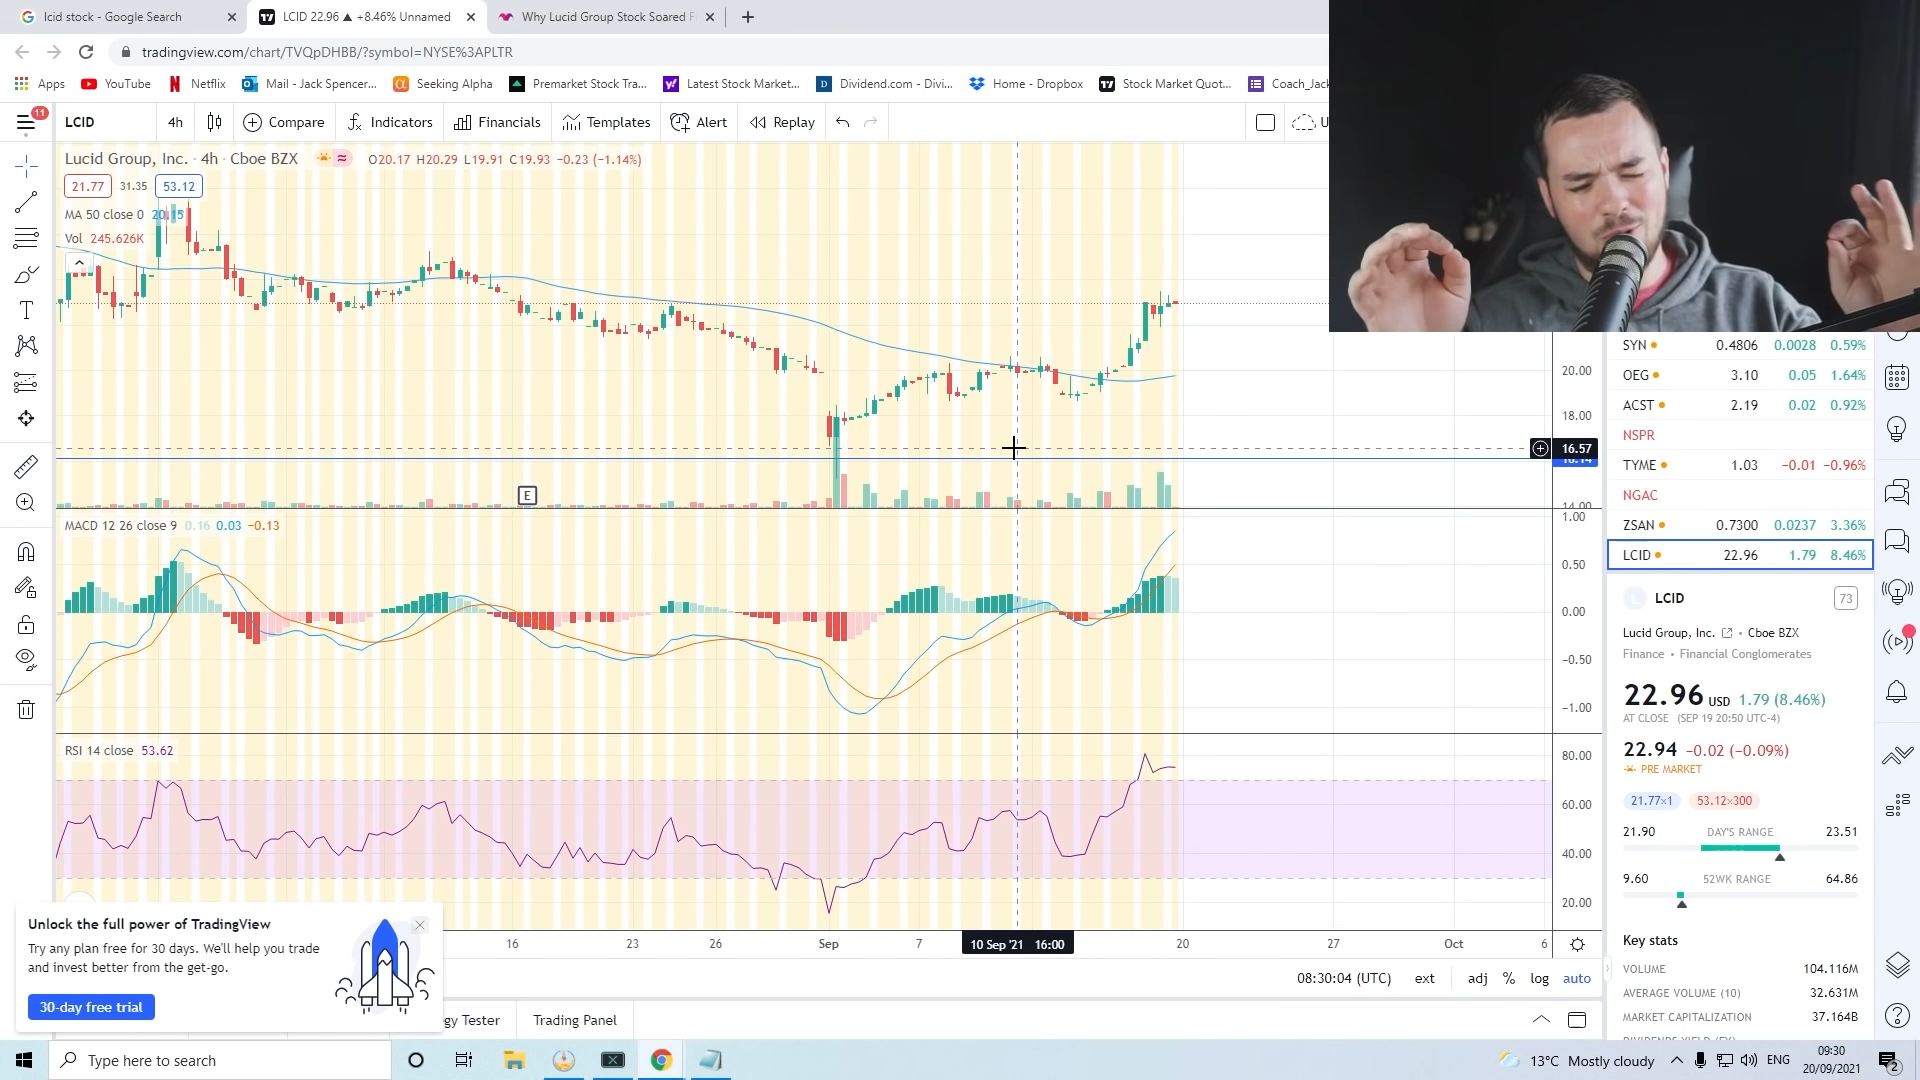 lcid stock - Google Search
LCID 22.96 ▲ +8.46% Unnamed
Why Lucid Group Stock Soared F
tradingview.com/chart/TVQpDHBB/?symbol=NYSE%3APLTR
Apps YouTube Netflix Mail - Jack Spencer... Seeking Alpha Premarket Stock Tra... Latest Stock Market... Dividend.com - Divi... Home - Dropbox Stock Market Quot... Coach_Jack
11
LCID 4h Compare Indicators Financials Templates Alert Replay U
Lucid Group, Inc. · 4h · Cboe BZX O20.17 H20.29 L19.91 C19.93 −0.23 (−1.14%)
21.77 31.35 53.12
MA 50 close 0 20.15
Vol 245.626K
E
20.00
18.00
16.57
16.14
14.00
MACD 12 26 close 9 0.16 0.03 −0.13
1.00
0.50
0.00
−0.50
−1.00
RSI 14 close 53.62
80.00
60.00
40.00
20.00
16 23 26 Sep 7 10 Sep '21 16:00 20 27 Oct 6
08:30:04 (UTC) ext adj % log auto
Unlock the full power of TradingView
Try any plan free for 30 days. We'll help you trade
and invest better from the get-go.
30-day free trial
gy Tester Trading Panel
SYN 0.4806 0.0028 0.59%
OEG 3.10 0.05 1.64%
ACST 2.19 0.02 0.92%
NSPR
TYME 1.03 −0.01 −0.96%
NGAC
ZSAN 0.7300 0.0237 3.36%
LCID 22.96 1.79 8.46%
L LCID 73
Lucid Group, Inc. • Cboe BZX
Finance • Financial Conglomerates
22.96 USD 1.79 (8.46%)
AT CLOSE (SEP 19 20:50 UTC-4)
22.94 −0.02 (−0.09%)
PRE MARKET
21.77×1 53.12×300
21.90 DAY'S RANGE 23.51
9.60 52WK RANGE 64.86
Key stats
VOLUME 104.116M
AVERAGE VOLUME (10) 32.631M
MARKET CAPITALIZATION 37.164B
Type here to search
13°C Mostly cloudy ENG 09:30
20/09/2021 2